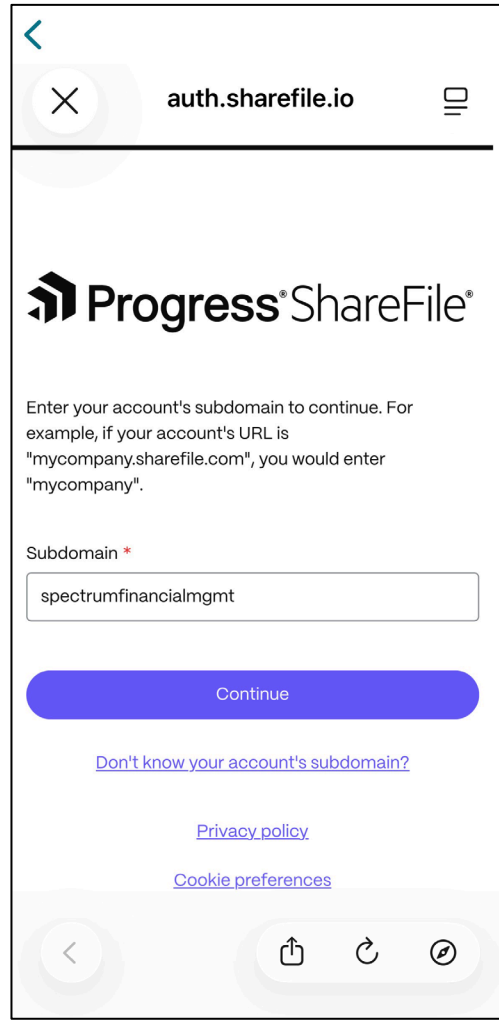 auth.sharefile.io
Progress® ShareFile®
Enter your account's subdomain to continue. For
example, if your account's URL is
"mycompany.sharefile.com", you would enter
"mycompany".
Subdomain *
spectrumfinancialmgmt
Continue
Don't know your account's subdomain?
Privacy policy
Cookie preferences